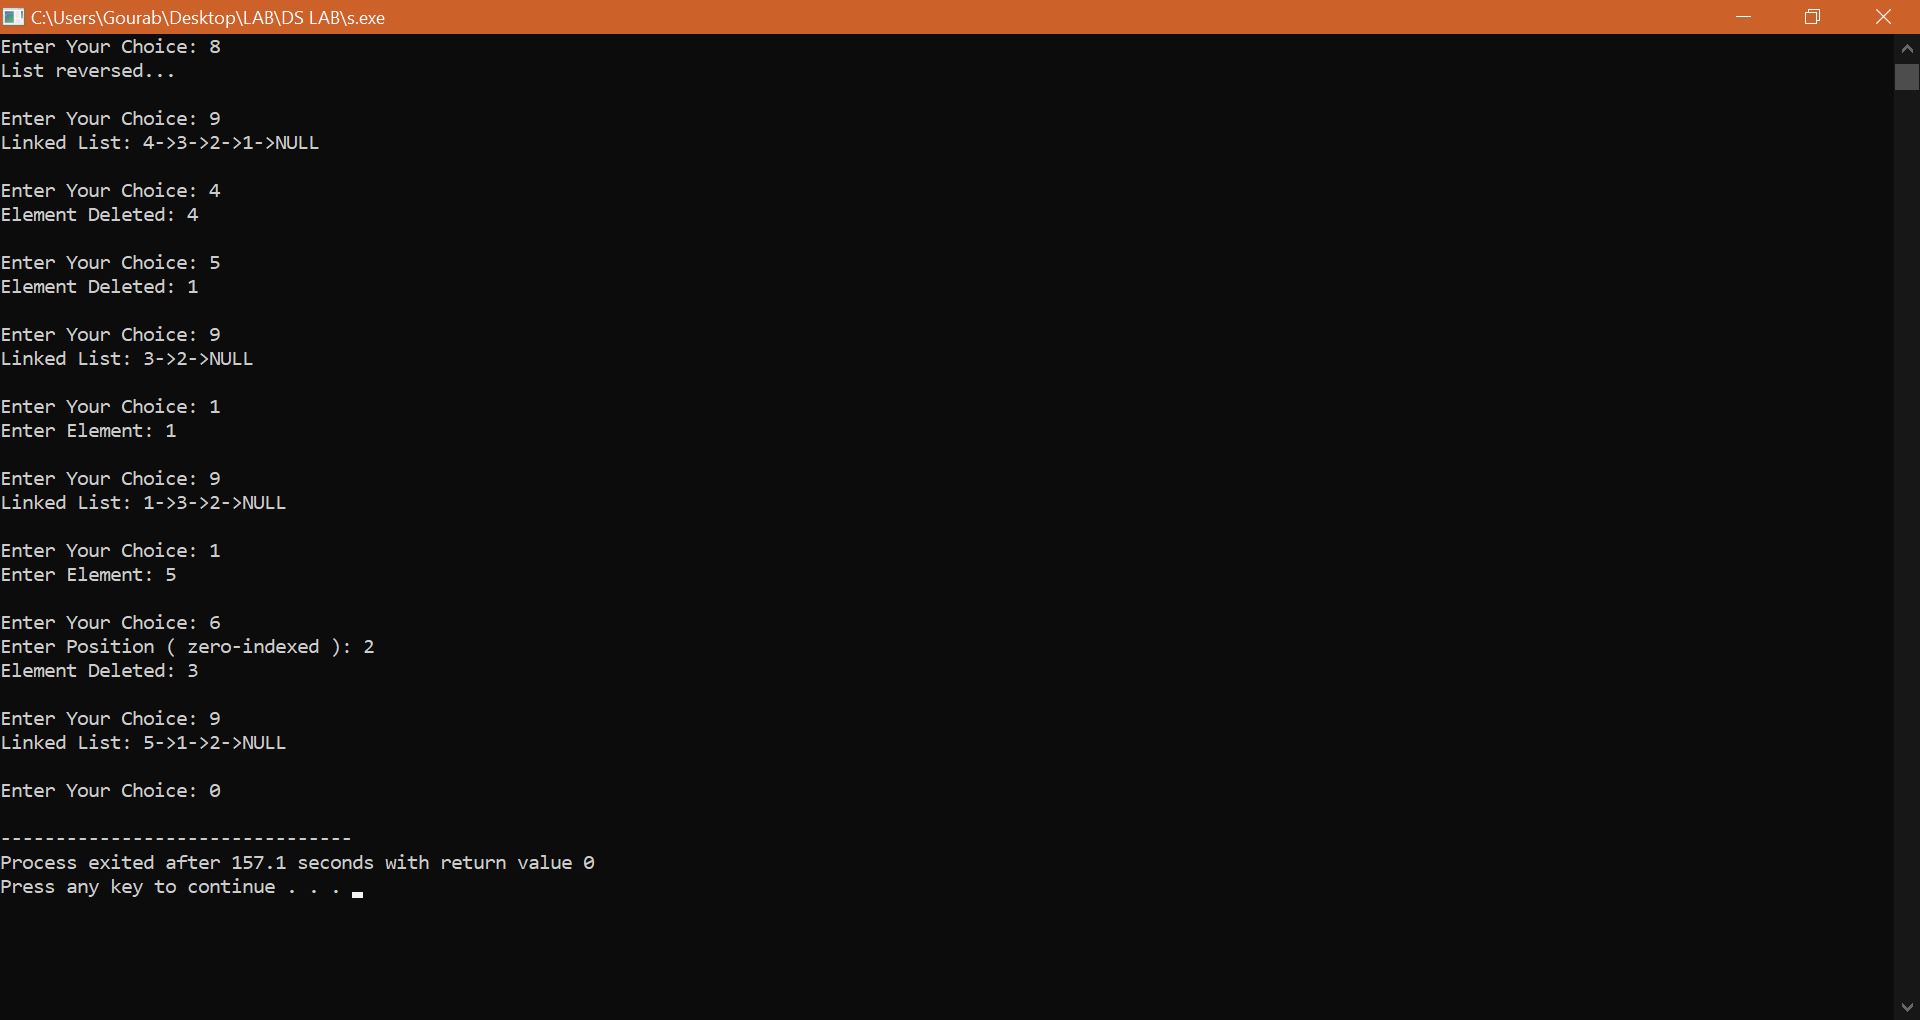 C:\Users\Gourab\Desktop\LAB\DS LAB\s.exe
Enter Your Choice: 8
List reversed...
Enter Your Choice: 9
Linked List: 4->3->2->1->NULL
Enter Your Choice: 4
Element Deleted: 4
Enter Your Choice: 5
Element Deleted: 1
Enter Your Choice: 9
Linked List: 3->2->NULL
Enter Your Choice: 1
Enter Element: 1
Enter Your Choice: 9
Linked List: 1->3->2->NULL
Enter Your Choice: 1
Enter Element: 5
Enter Your Choice: 6
Enter Position ( zero-indexed ): 2
Element Deleted: 3
Enter Your Choice: 9
Linked List: 5->1->2->NULL
Enter Your Choice: 0
--------------------------------
Process exited after 157.1 seconds with return value 0
Press any key to continue . . .